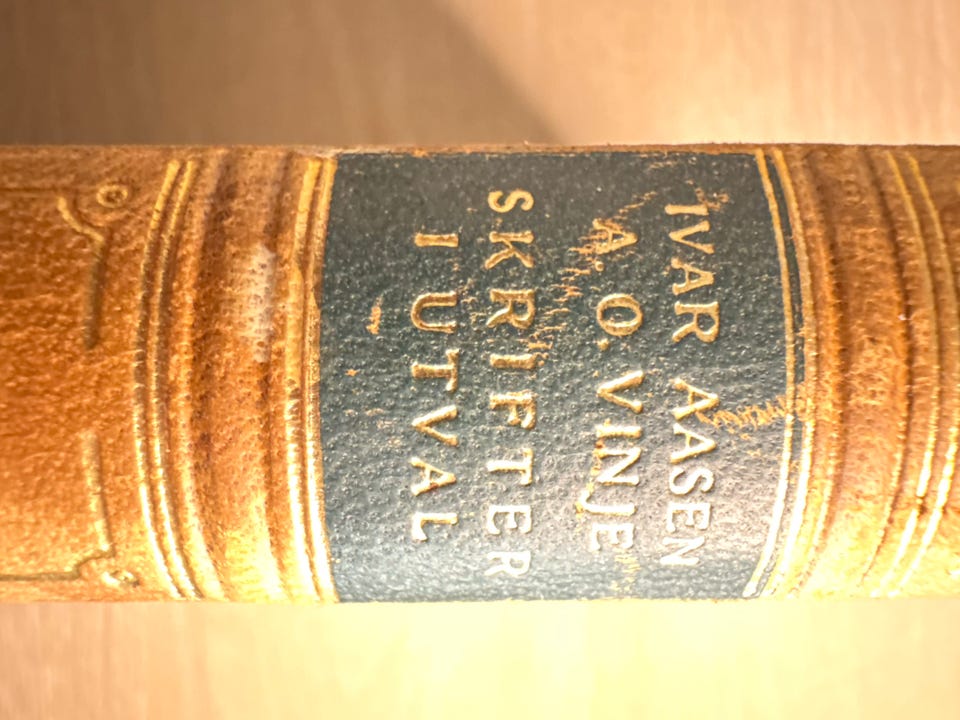 IVAR AASEN
A. O. VINJE
SKRIFTER
I UTVAL